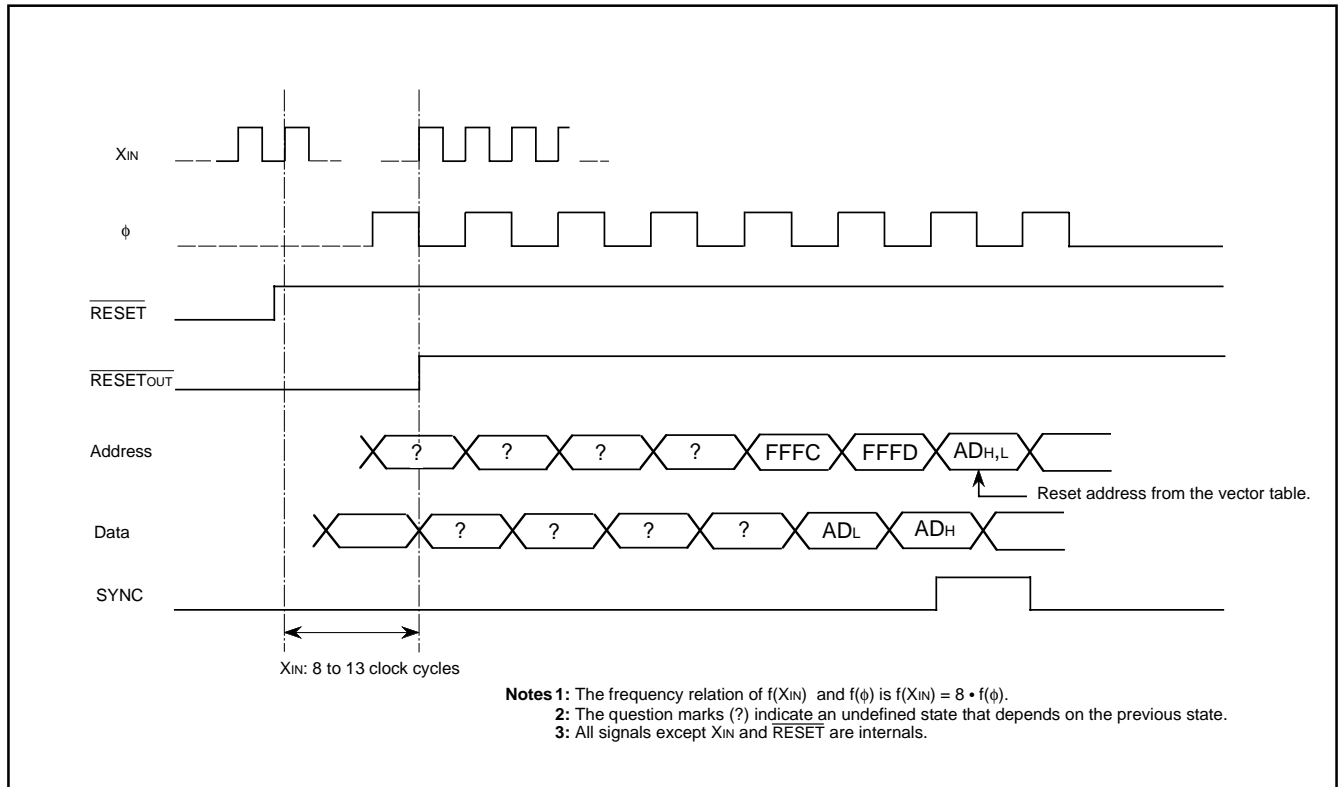 XIN
ϕ
RESET
RESETOUT
Address
? ? ? ? FFFC FFFD ADH,L
Reset address from the vector table.
Data
? ? ? ? ADL ADH
SYNC
XIN: 8 to 13 clock cycles
Notes 1: The frequency relation of f(XIN) and f(ϕ) is f(XIN) = 8 • f(ϕ).
2: The question marks (?) indicate an undefined state that depends on the previous state.
3: All signals except XIN and RESET are internals.